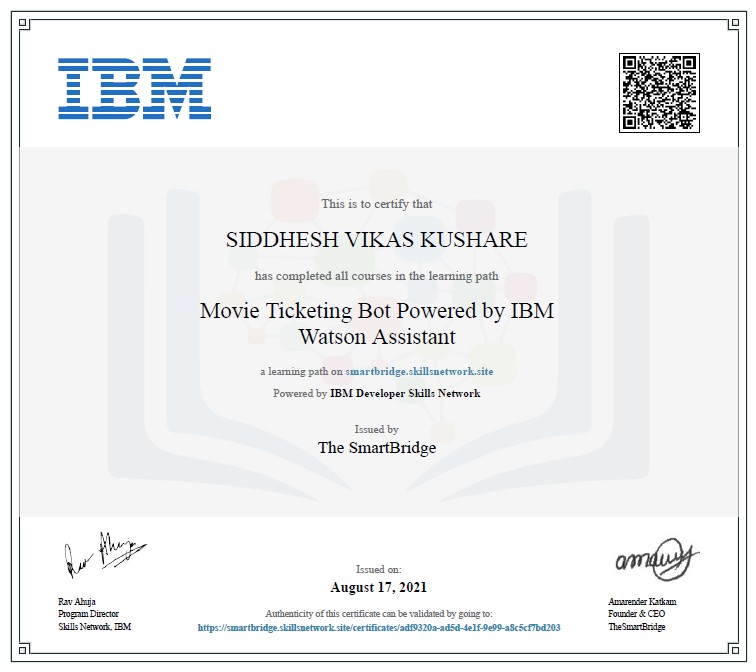 IBM
This is to certify that
SIDDHESH VIKAS KUSHARE
has completed all courses in the learning path
Movie Ticketing Bot Powered by IBM
Watson Assistant
a learning path on smartbridge.skillsnetwork.site
Powered by IBM Developer Skills Network
Issued by
The SmartBridge
Rav Ahuja
Rav Ahuja
Program Director
Skills Network, IBM
Issued on:
August 17, 2021
Authenticity of this certificate can be validated by going to:
https://smartbridge.skillsnetwork.site/certificates/adf9320a-ad5d-4e1f-9e99-a8c5cf7bd203
Amarender Katkam
Founder & CEO
TheSmartBridge